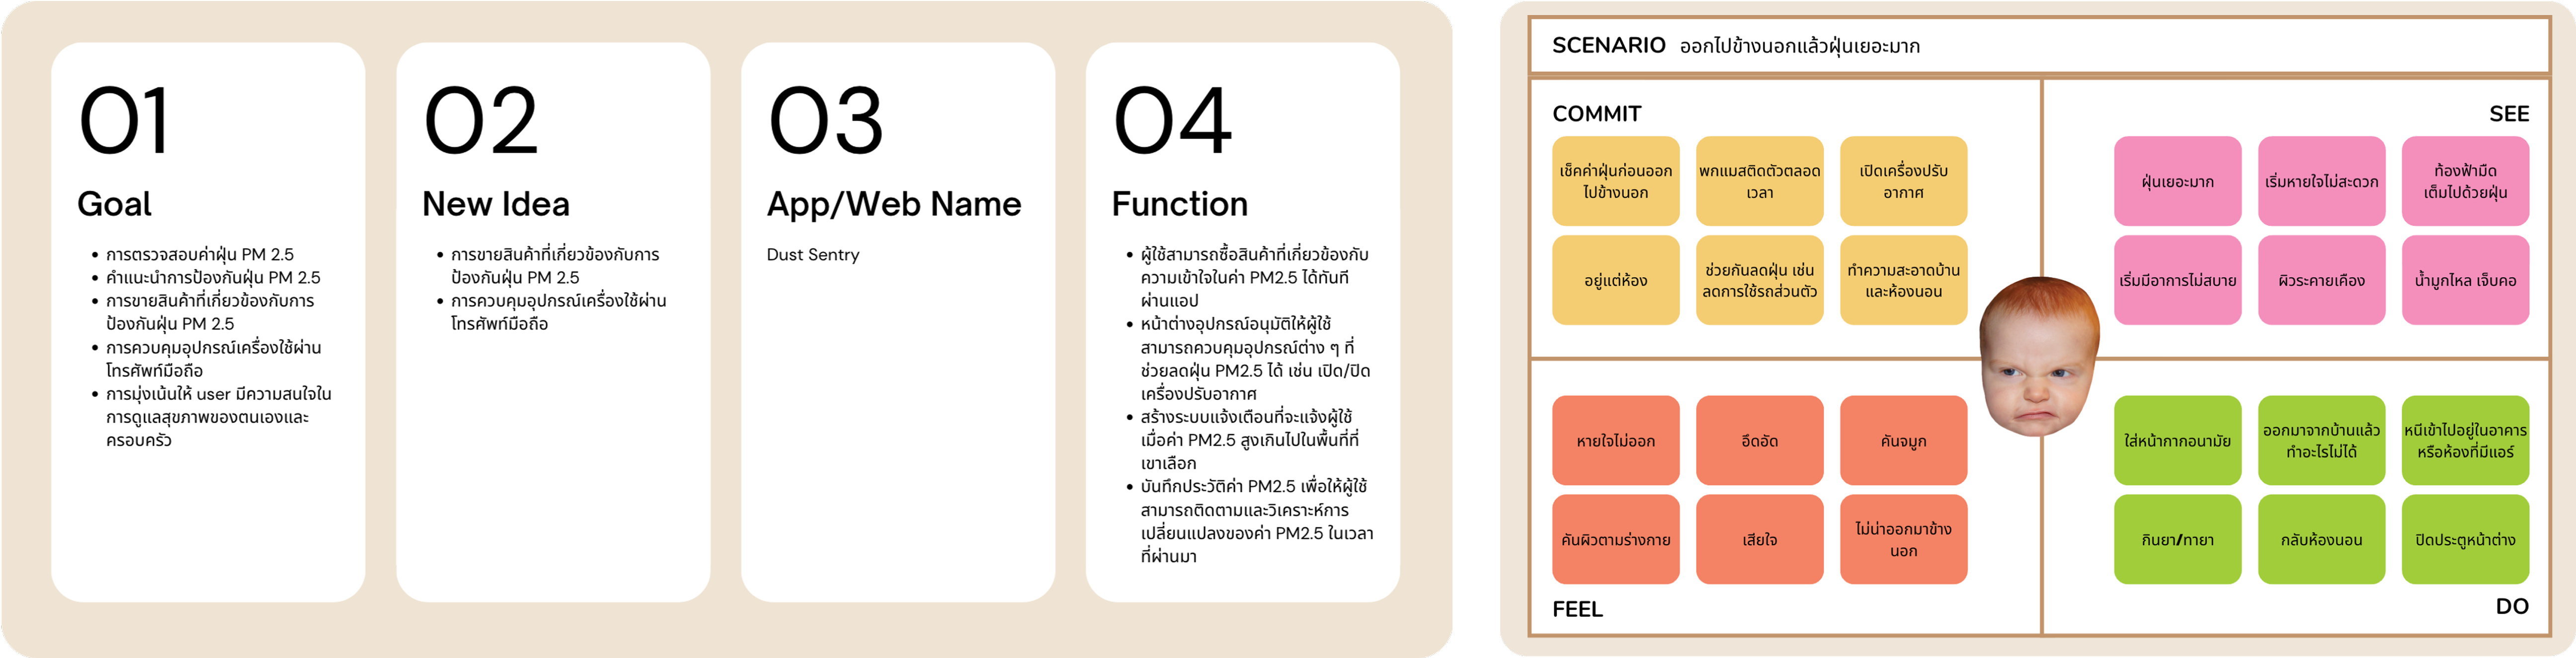 01
Goal
• การตรวจสอบค่าฝุ่น PM 2.5
• คำแนะนำการป้องกันฝุ่น PM 2.5
• การขายสินค้าที่เกี่ยวข้องกับการ
ป้องกันฝุ่น PM 2.5
• การควบคุมอุปกรณ์เครื่องใช้ผ่าน
โทรศัพท์มือถือ
• การมุ่งเน้นให้ user มีความสนใจใน
การดูแลสุขภาพของตนเองและ
ครอบครัว
02
New Idea
• การขายสินค้าที่เกี่ยวข้องกับการ
ป้องกันฝุ่น PM 2.5
• การควบคุมอุปกรณ์เครื่องใช้ผ่าน
โทรศัพท์มือถือ
03
App/Web Name
Dust Sentry
04
Function
• ผู้ใช้สามารถซื้อสินค้าที่เกี่ยวข้องกับ
ความเข้าใจในค่า PM2.5 ได้ทันที
ผ่านแอป
• หน้าต่างอุปกรณ์อนุมัติให้ผู้ใช้
สามารถควบคุมอุปกรณ์ต่าง ๆ ที่
ช่วยลดฝุ่น PM2.5 ได้ เช่น เปิด/ปิด
เครื่องปรับอากาศ
• สร้างระบบแจ้งเตือนที่จะแจ้งผู้ใช้
เมื่อค่า PM2.5 สูงเกินไปในพื้นที่ที่
เขาเลือก
• บันทึกประวัติค่า PM2.5 เพื่อให้ผู้ใช้
สามารถติดตามและวิเคราะห์การ
เปลี่ยนแปลงของค่า PM2.5 ในเวลา
ที่ผ่านมา
SCENARIO ออกไปข้างนอกแล้วฝุ่นเยอะมาก
COMMIT
เช็คค่าฝุ่นก่อนออก
ไปข้างนอก
พกแมสติดตัวตลอด
เวลา
เปิดเครื่องปรับ
อากาศ
อยู่แต่ห้อง
ช่วยกันลดฝุ่น เช่น
ลดการใช้รถส่วนตัว
ทำความสะอาดบ้าน
และห้องนอน
SEE
ฝุ่นเยอะมาก
เริ่มหายใจไม่สะดวก
ท้องฟ้ามืด
เต็มไปด้วยฝุ่น
เริ่มมีอาการไม่สบาย
ผิวระคายเคือง
น้ำมูกไหล เจ็บคอ
หายใจไม่ออก
อึดอัด
คันจมูก
คันผิวตามร่างกาย
เสียใจ
ไม่น่าออกมาข้าง
นอก
FEEL
ใส่หน้ากากอนามัย
ออกมาจากบ้านแล้ว
ทำอะไรไม่ได้
หนีเข้าไปอยู่ในอาคาร
หรือห้องที่มีแอร์
กินยา/ทายา
กลับห้องนอน
ปิดประตูหน้าต่าง
DO